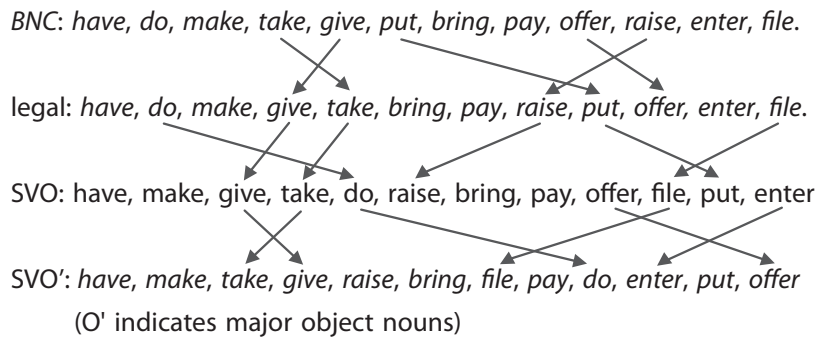 BNC: have, do, make, take, give, put, bring, pay, offer, raise, enter, file.
legal: have, do, make, give, take, bring, pay, raise, put, offer, enter, file.
SVO: have, make, give, take, do, raise, bring, pay, offer, file, put, enter
SVO': have, make, take, give, raise, bring, file, pay, do, enter, put, offer
(O' indicates major object nouns)